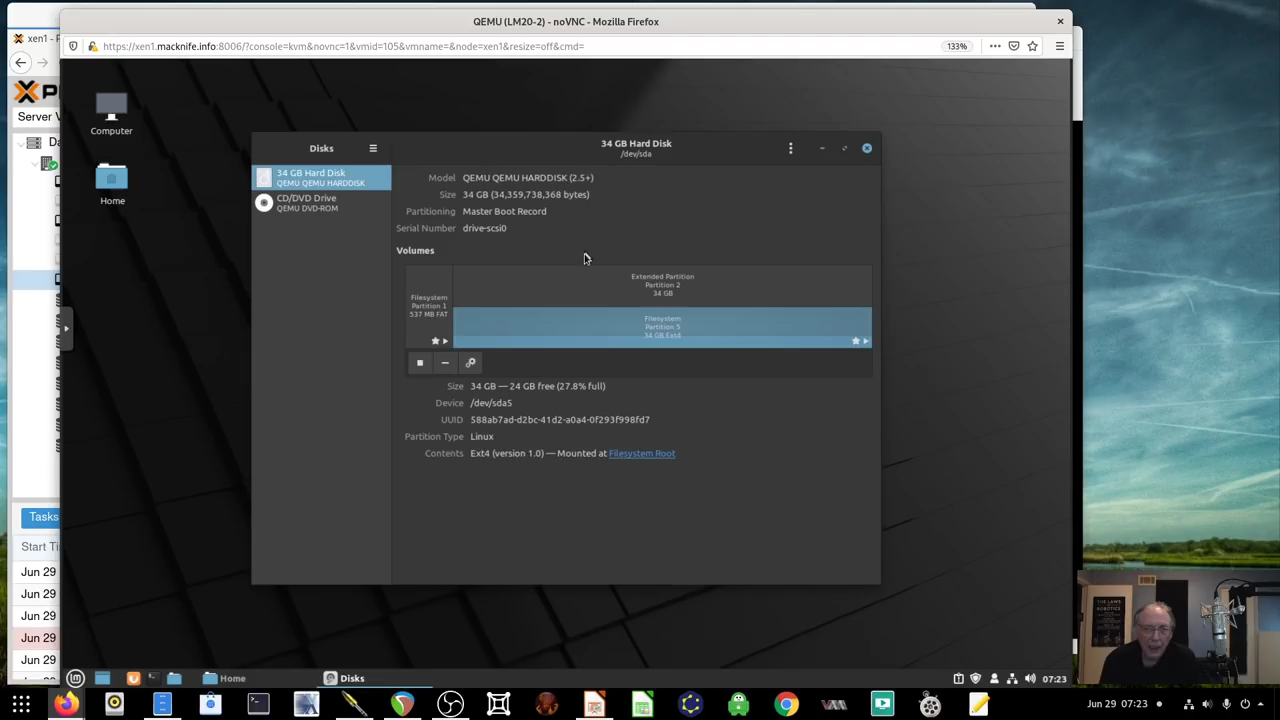 QEMU (LM20-2) - noVNC - Mozilla Firefox
xen1 - P
https://xen1.macknife.info:8006/?console=kvm&novnc=1&vmid=105&vmname=&node=xen1&resize=off&cmd=
133%
Server V
Da
Computer
Home
Disks
34 GB Hard Disk
/dev/sda
34 GB Hard Disk
QEMU QEMU HARDDISK
CD/DVD Drive
QEMU DVD-ROM
Model QEMU QEMU HARDDISK (2.5+)
Size 34 GB (34,359,738,368 bytes)
Partitioning Master Boot Record
Serial Number drive-scsi0
Volumes
Filesystem
Partition 1
537 MB FAT
Extended Partition
Partition 2
34 GB
Filesystem
Partition 5
34 GB Ext4
Size 34 GB — 24 GB free (27.8% full)
Device /dev/sda5
UUID 588ab7ad-d2bc-41d2-a0a4-0f293f998fd7
Partition Type Linux
Contents Ext4 (version 1.0) — Mounted at Filesystem Root
Tasks
Start Ti
Jun 29
Jun 29
Jun 29
Jun 29
Jun 29
THE LAWS
ROBOTICS
Home
Disks
07:23
Jun 29 07:23